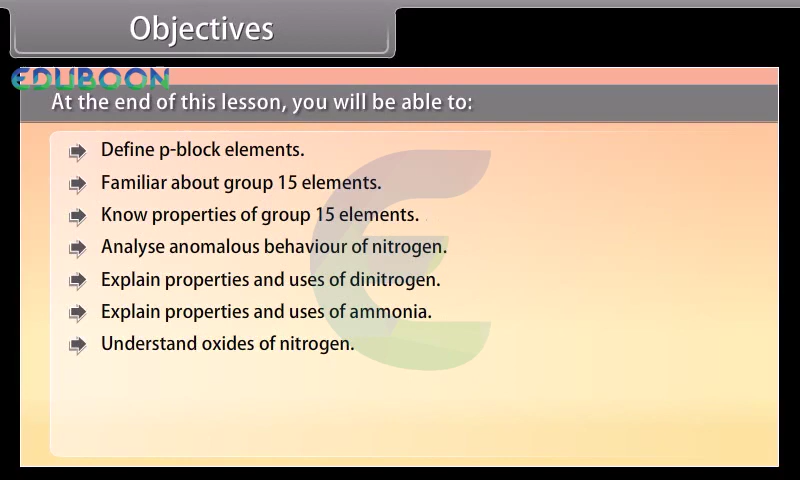 Objectives
EDUBOON
At the end of this lesson, you will be able to:
Define p-block elements.
Familiar about group 15 elements.
Know properties of group 15 elements.
Analyse anomalous behaviour of nitrogen.
Explain properties and uses of dinitrogen.
Explain properties and uses of ammonia.
Understand oxides of nitrogen.